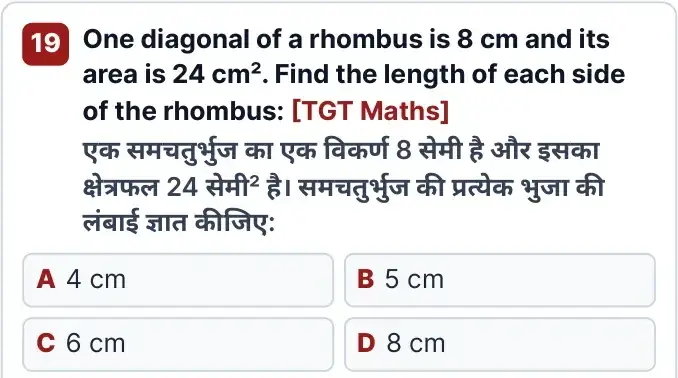 19 One diagonal of a rhombus is 8 cm and its
area is 24 cm². Find the length of each side
of the rhombus: [TGT Maths]
एक समचतुर्भुज का एक विकर्ण 8 सेमी है और इसका
क्षेत्रफल 24 सेमी² है। समचतुर्भुज की प्रत्येक भुजा की
लंबाई ज्ञात कीजिए:
A 4 cm
B 5 cm
C 6 cm
D 8 cm